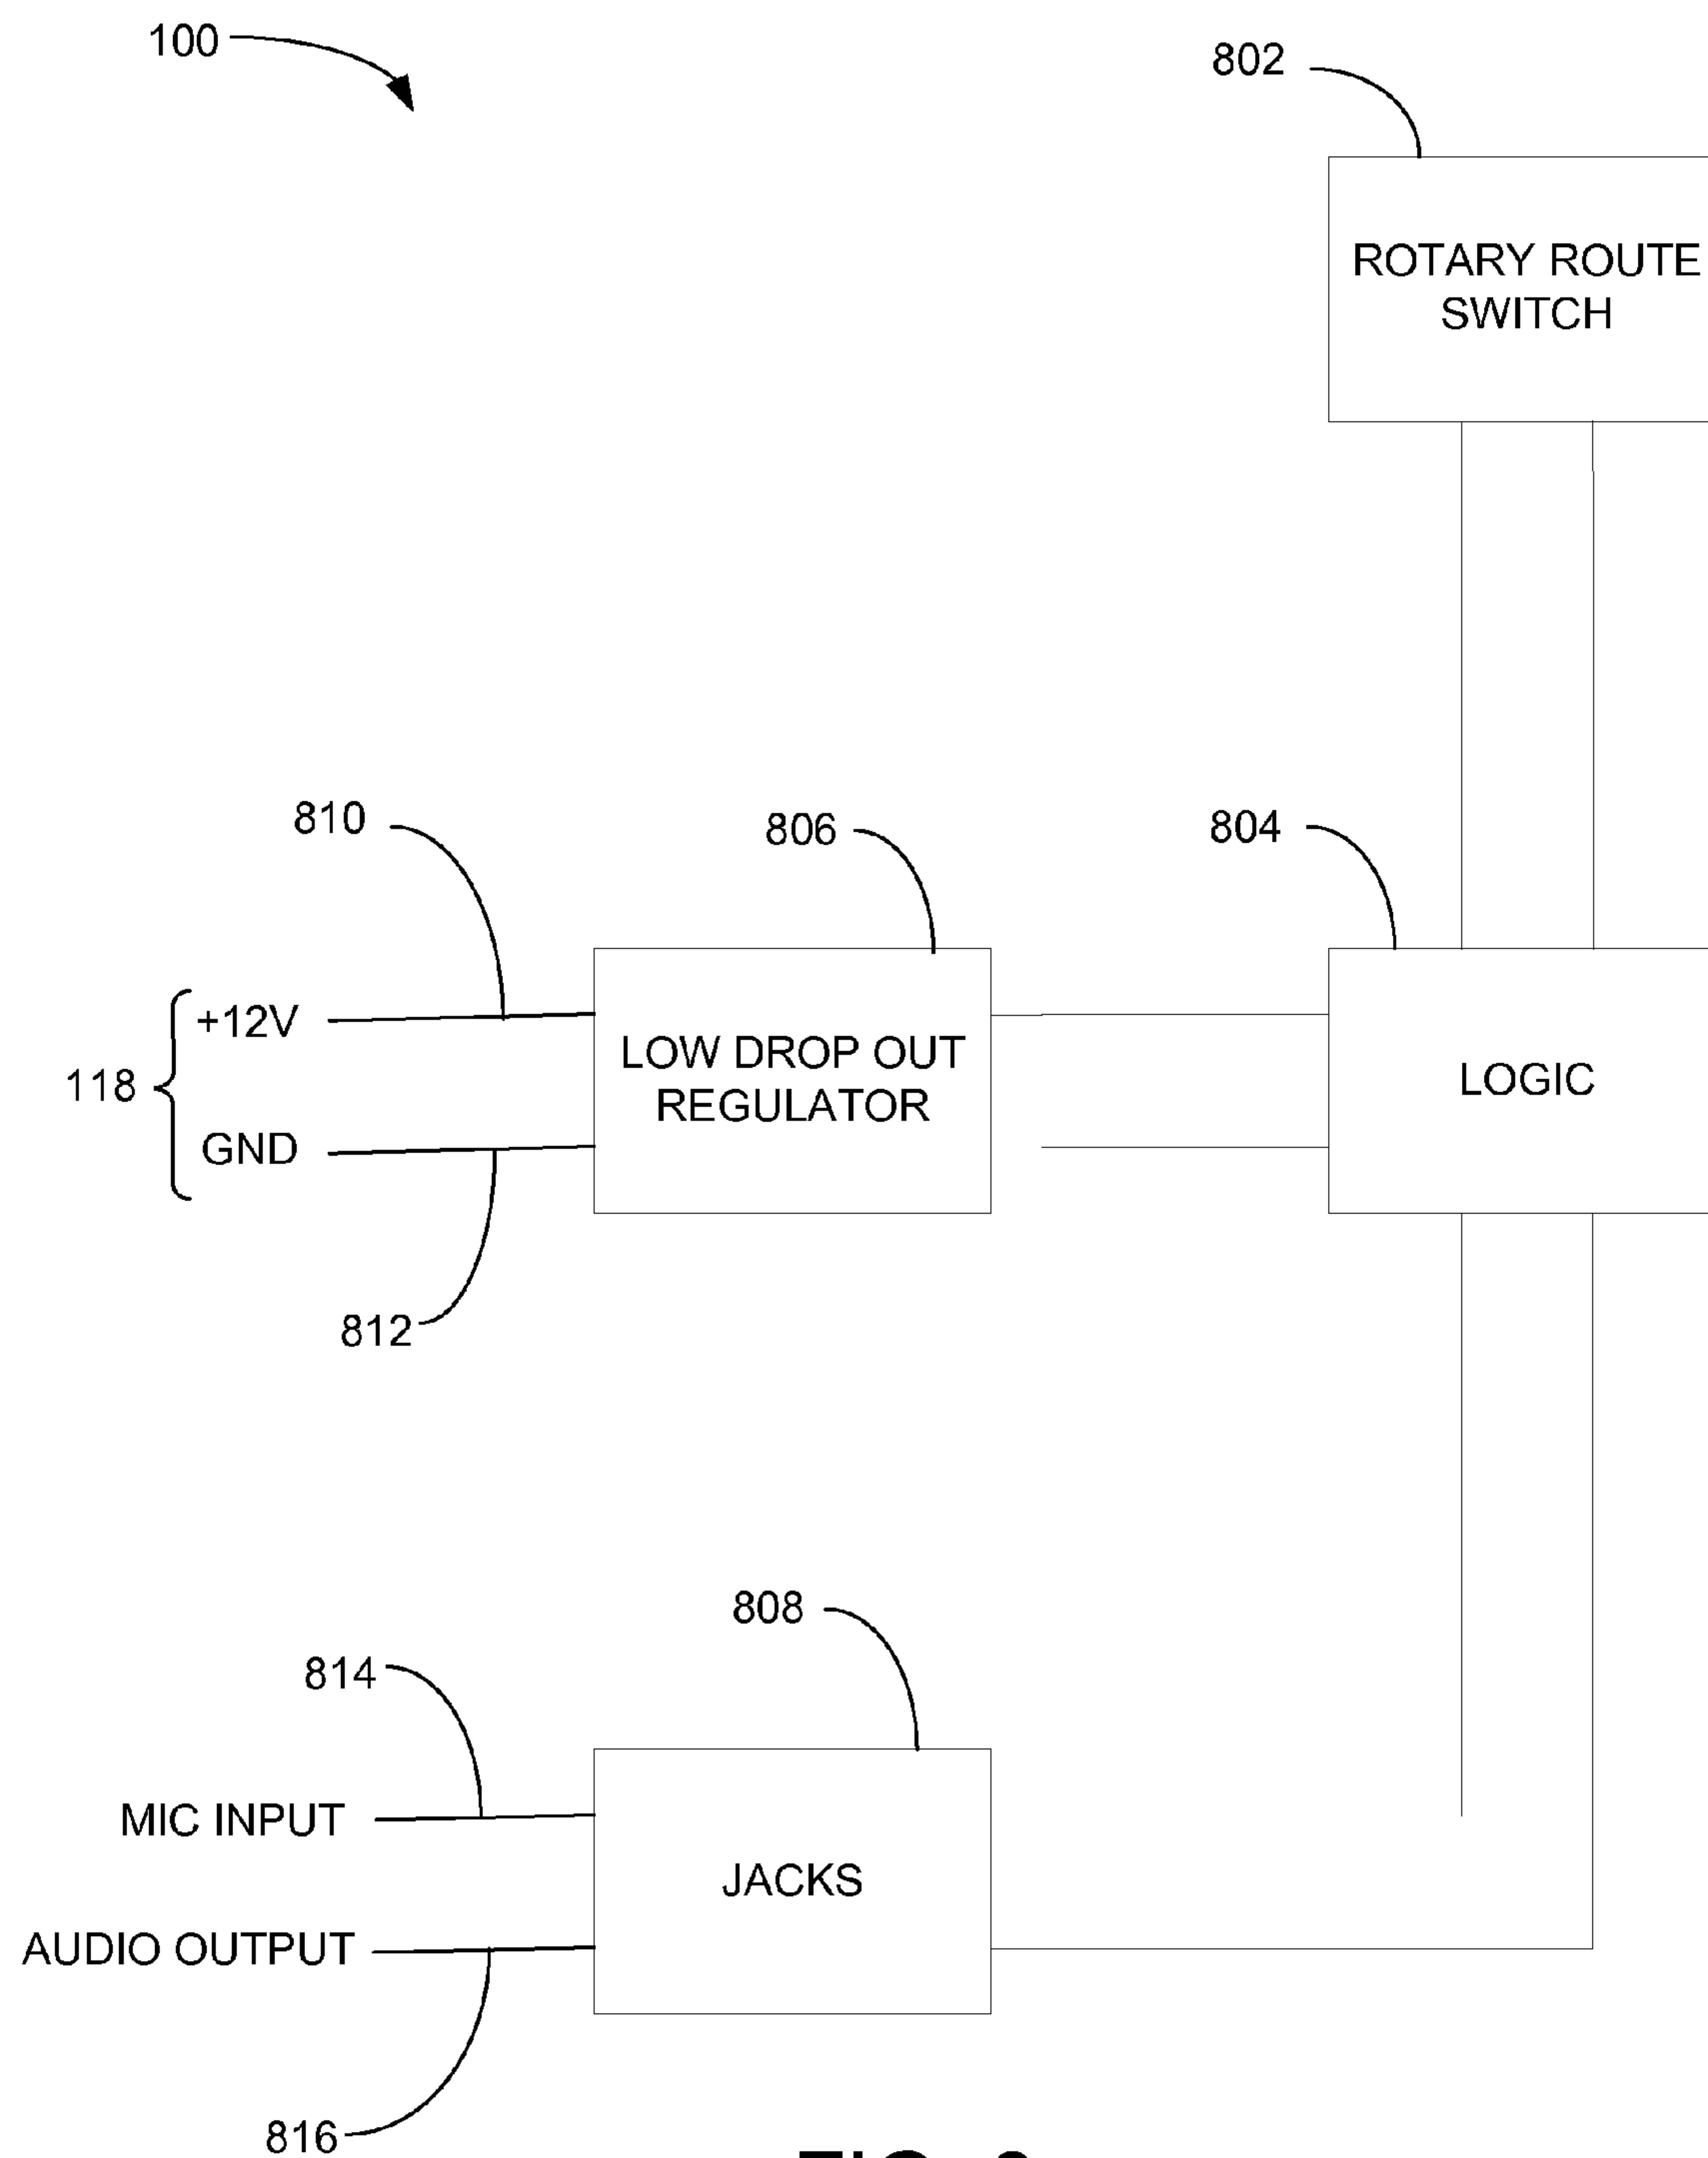 100
802
ROTARY ROUTE
SWITCH
810
806
804
118
+12V
GND
LOW DROP OUT
REGULATOR
LOGIC
812
808
814
MIC INPUT
JACKS
AUDIO OUTPUT
816